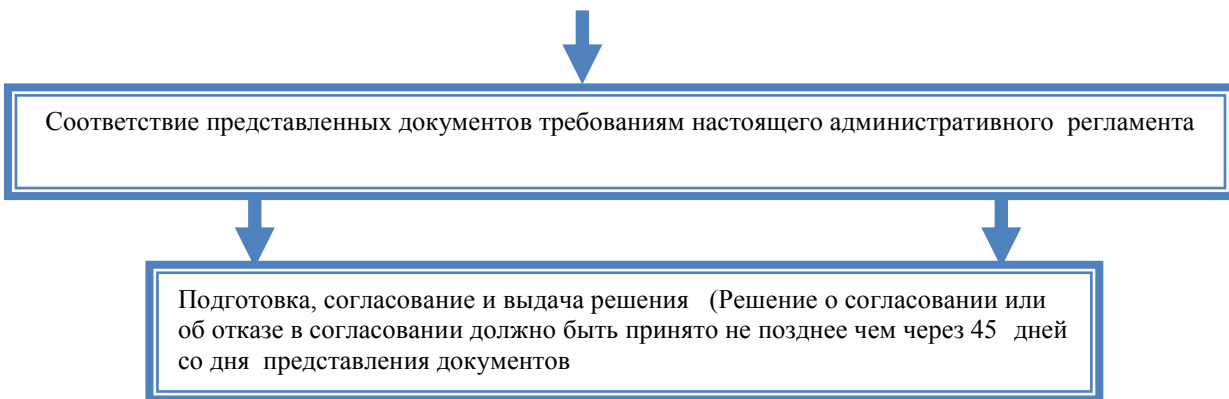 Соответствие представленных документов требованиям настоящего административного регламента
Подготовка, согласование и выдача решения (Решение о согласовании или
об отказе в согласовании должно быть принято не позднее чем через 45 дней
со дня представления документов